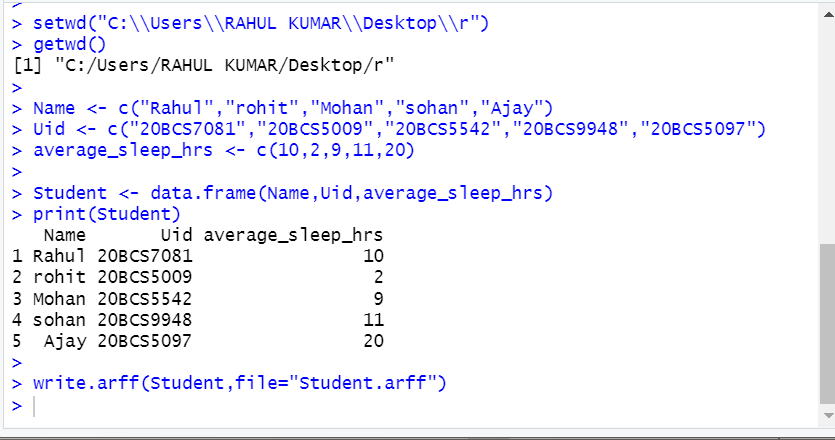 >
> setwd("C:\\Users\\RAHUL KUMAR\\Desktop\\r")
> getwd()
[1] "C:/Users/RAHUL KUMAR/Desktop/r"
>
> Name <- c("Rahul","rohit","Mohan","sohan","Ajay")
> Uid <- c("20BCS7081","20BCS5009","20BCS5542","20BCS9948","20BCS5097")
> average_sleep_hrs <- c(10,2,9,11,20)
>
> Student <- data.frame(Name,Uid,average_sleep_hrs)
> print(Student)
   Name       Uid average_sleep_hrs
1 Rahul 20BCS7081                10
2 rohit 20BCS5009                 2
3 Mohan 20BCS5542                 9
4 sohan 20BCS9948                11
5  Ajay 20BCS5097                20
>
> write.arff(Student,file="Student.arff")
>